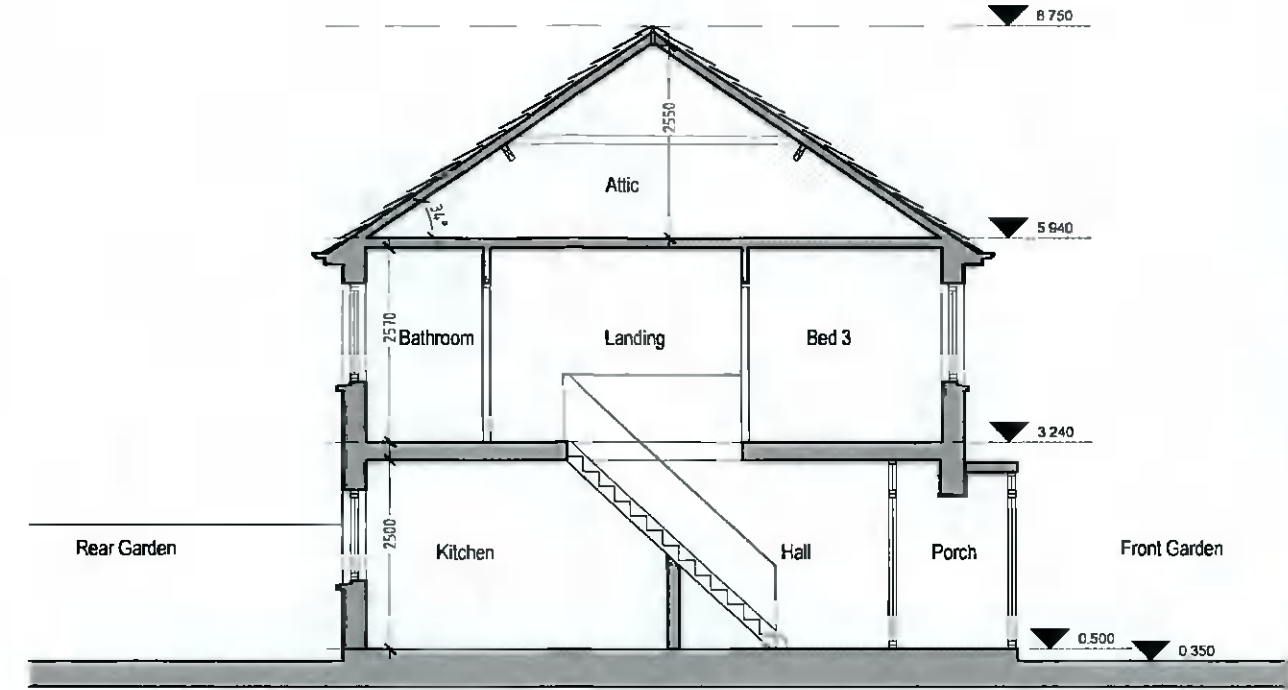 8 750
2550
Attic
34°
5 940
2570
Bathroom
Landing
Bed 3
3 240
Rear Garden
2500
Kitchen
Hall
Porch
Front Garden
0.500
0 350